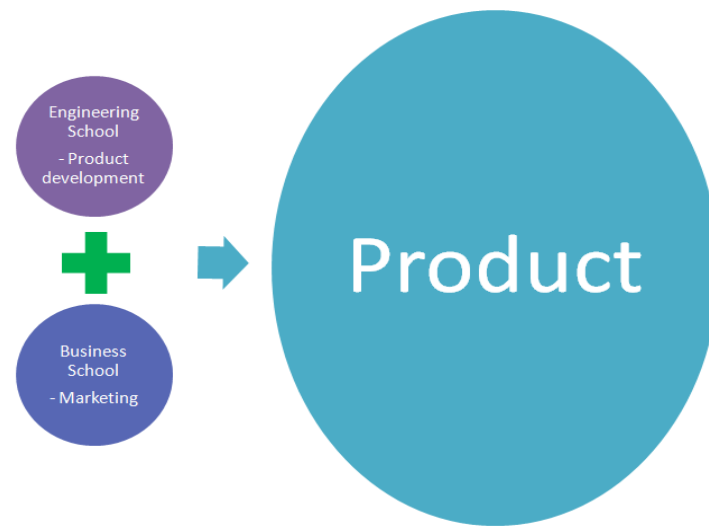 Engineering
School
- Product
development
Business
School
- Marketing
Product